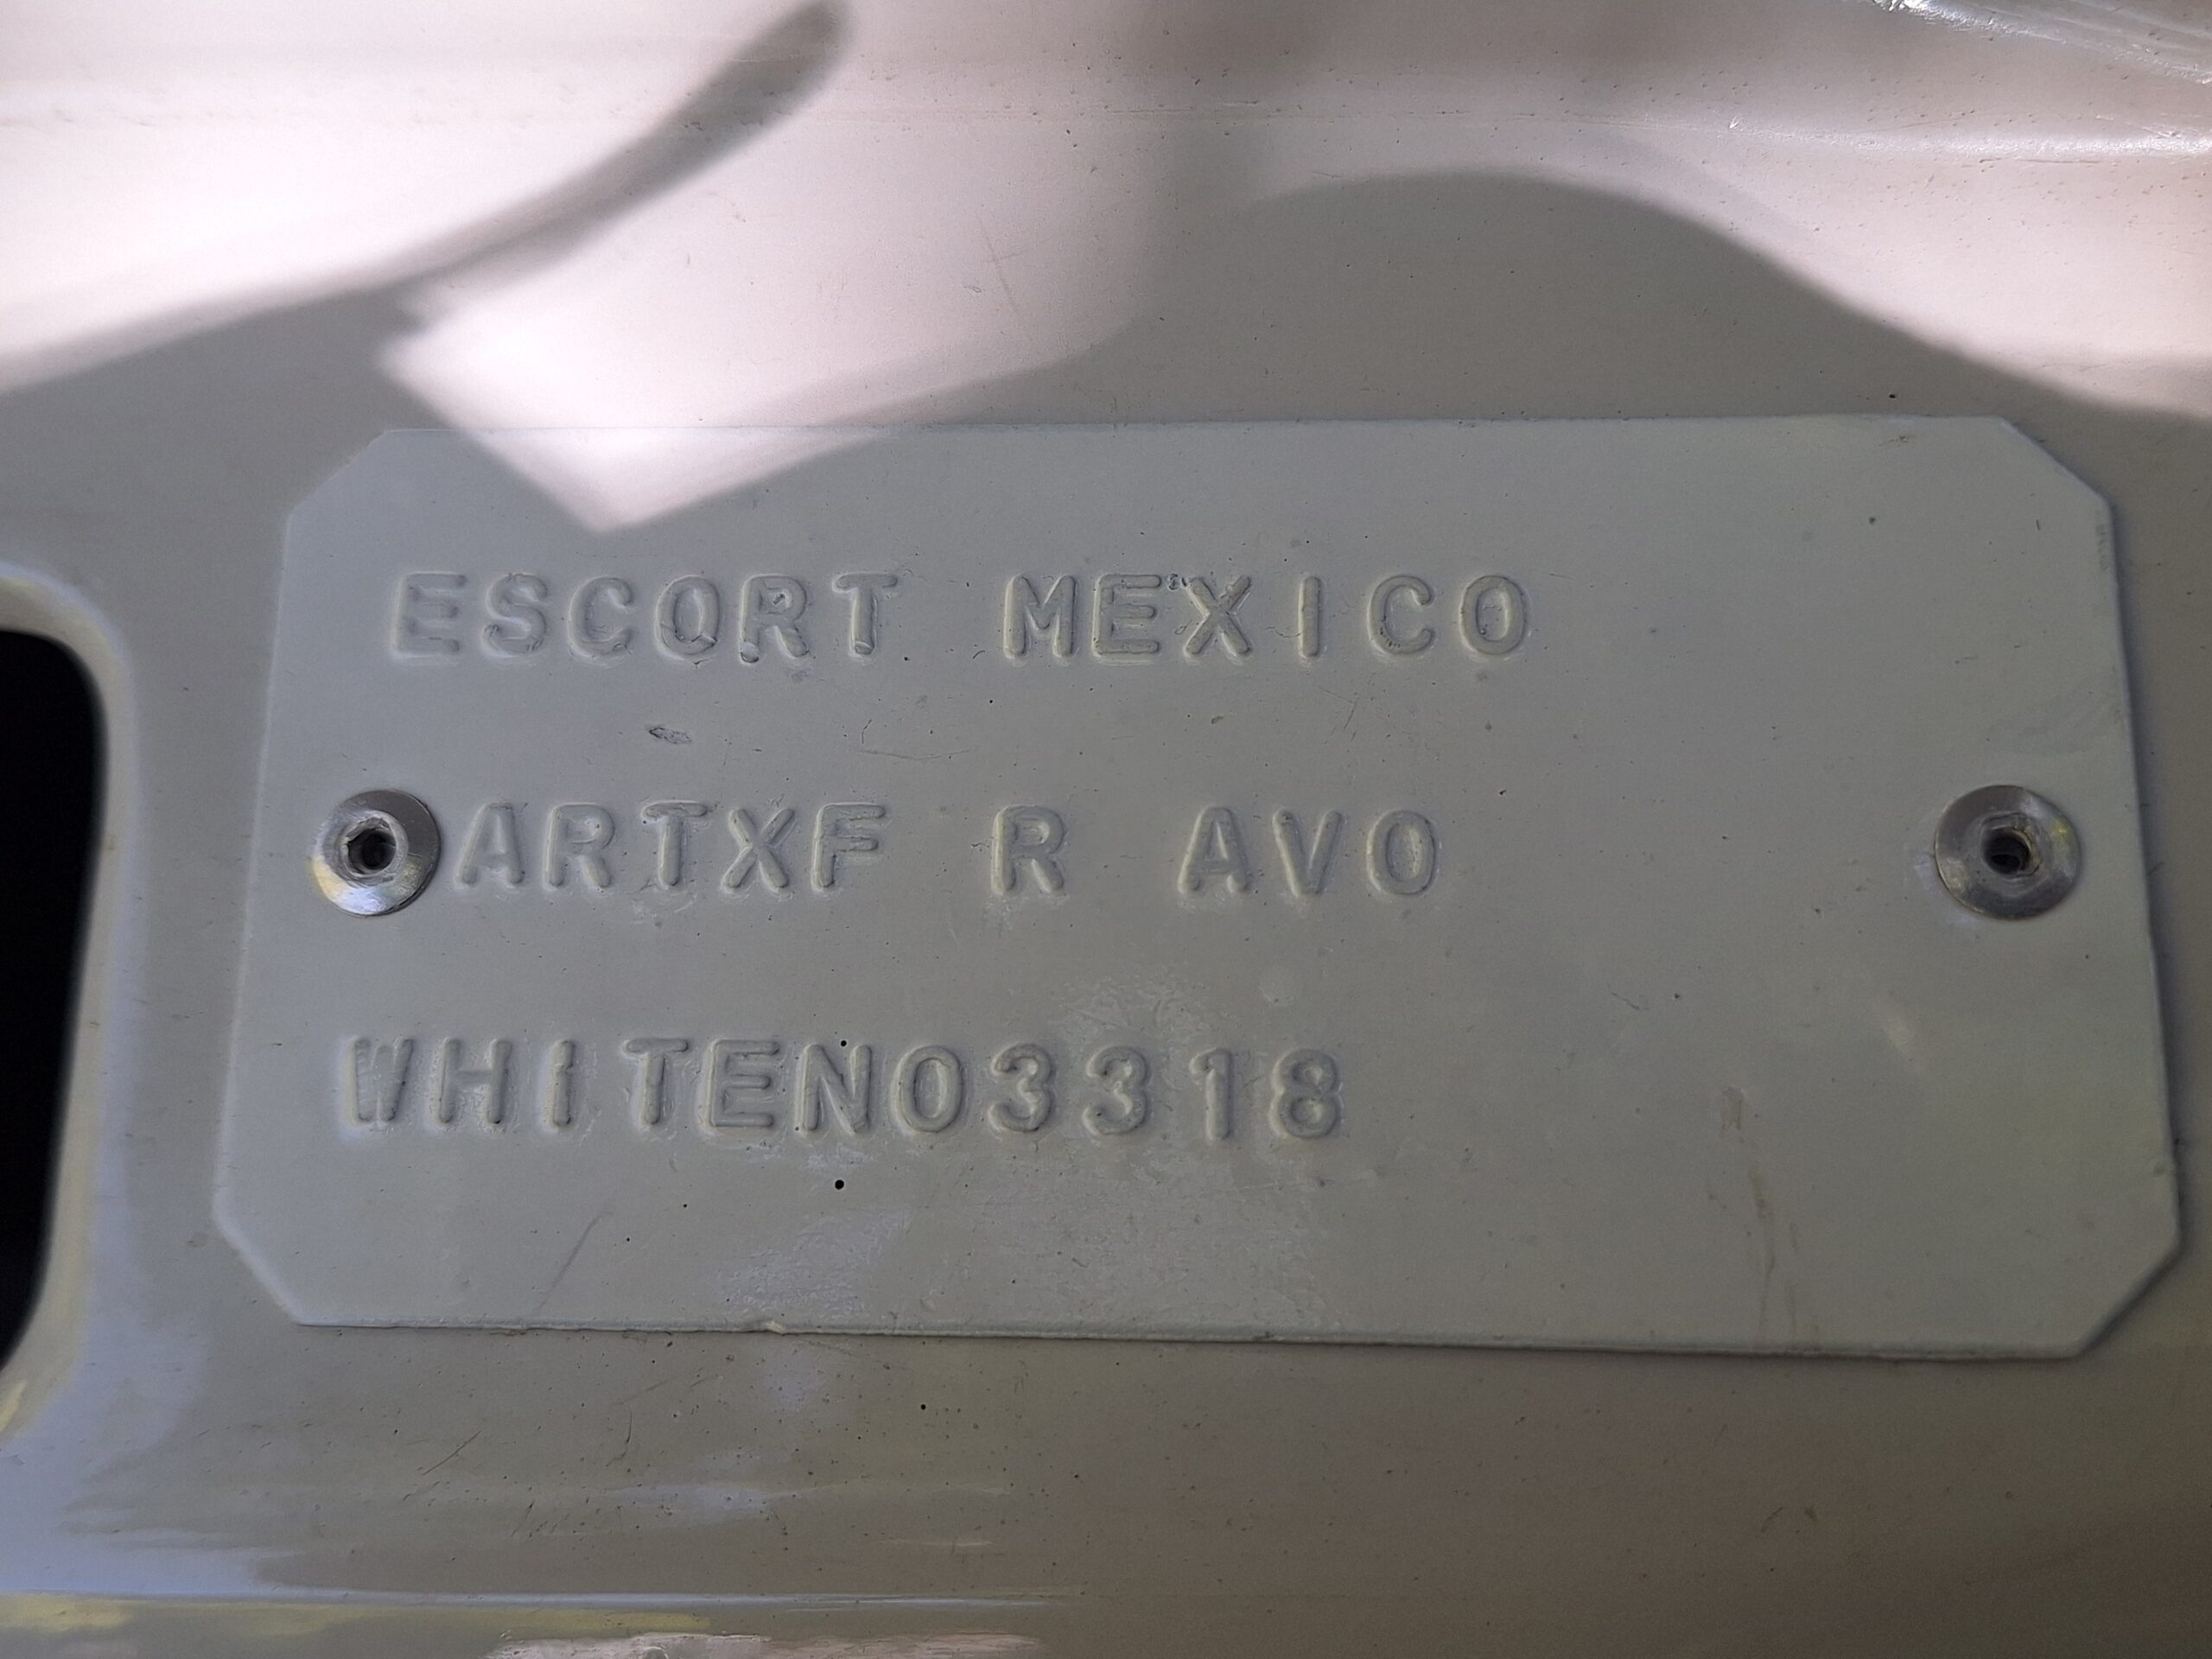 ESCORT MEXICO
ARTXF R AVO
WHITEN03318